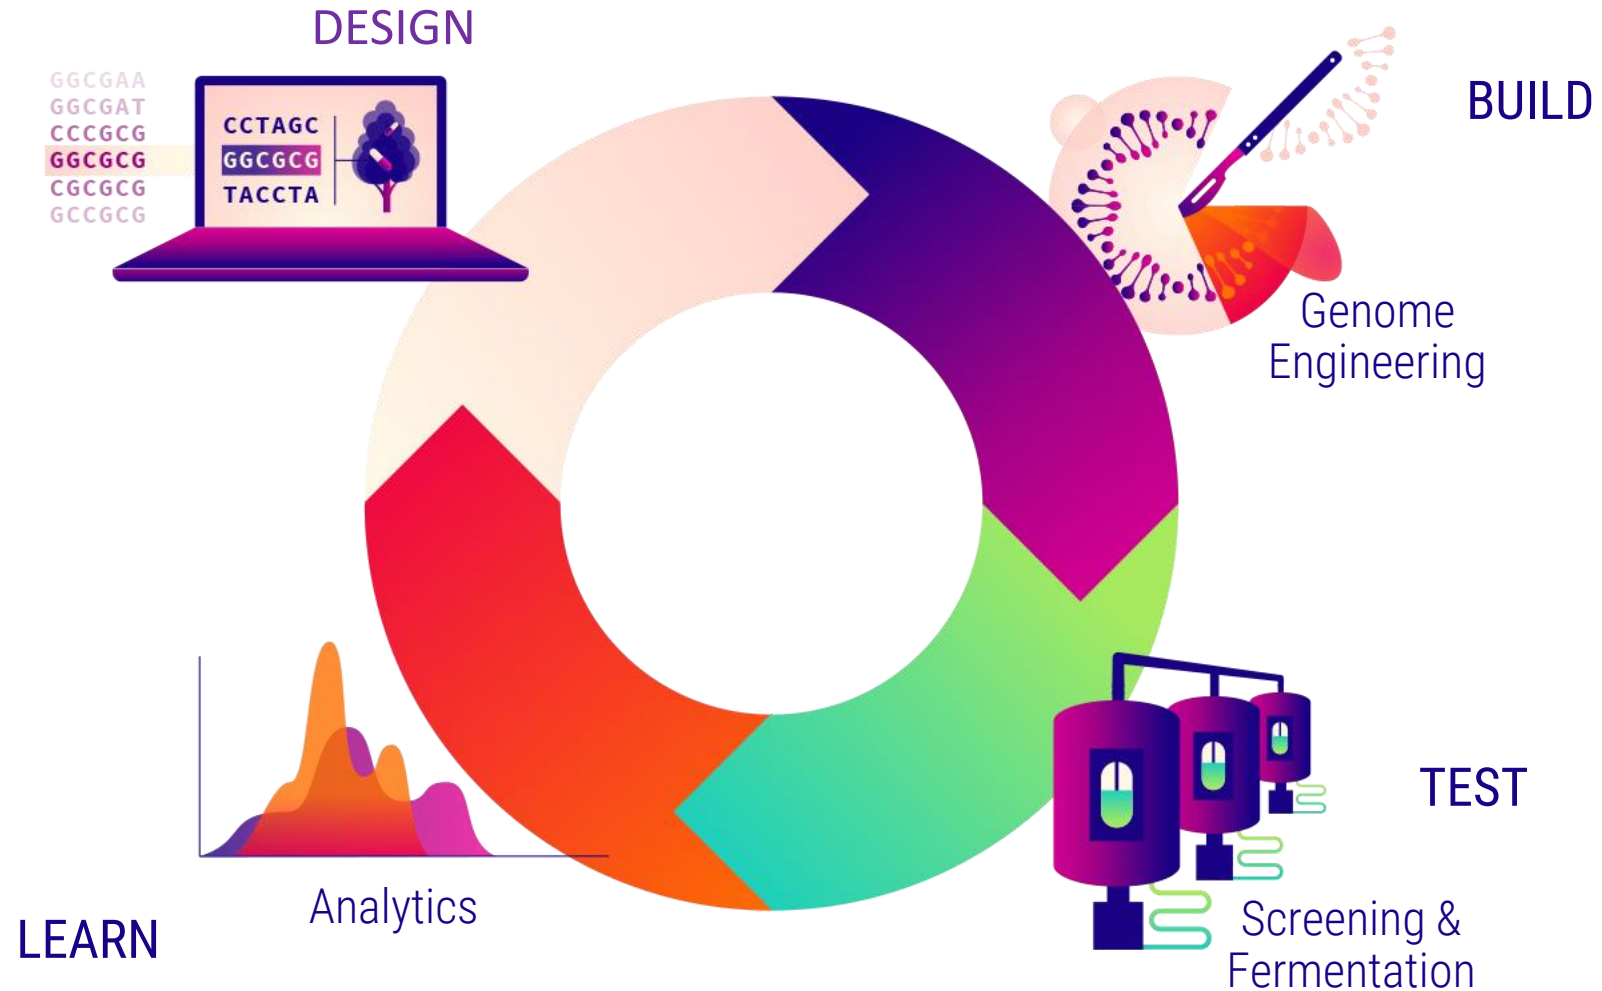 DESIGN
GGCGAA
GGCGAT
CCCGCG
GGCGCG
CGCGCG
GCCGCG
CCTAGC
GGCGCG
TACCTA
BUILD
Genome
Engineering
TEST
Screening &
Fermentation
Analytics
LEARN